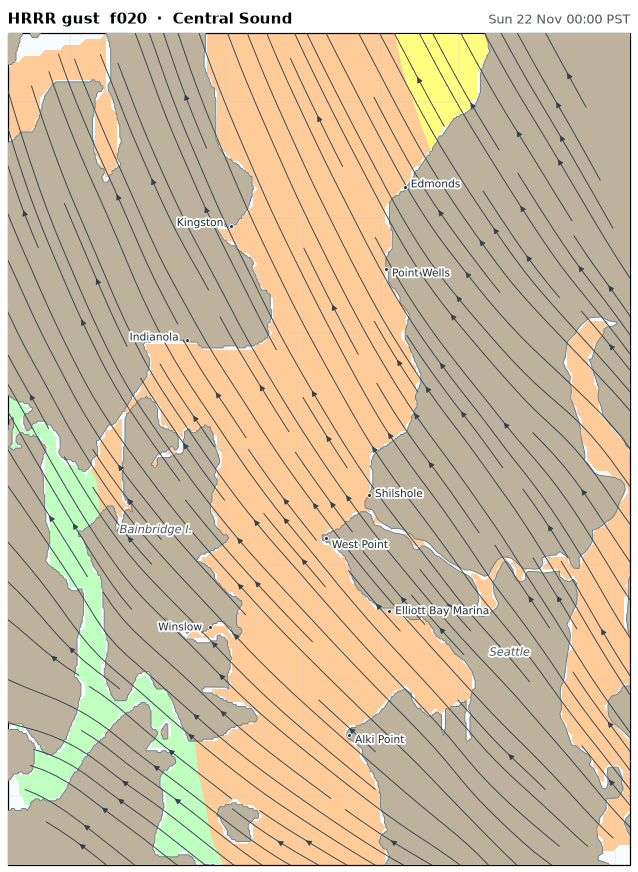 HRRR gust f020 · Central Sound
Sun 22 Nov 00:00 PST
Edmonds
Kingston
Point Wells
Indianola
Shilshole
Bainbridge I.
West Point
Elliott Bay Marina
Winslow
Seattle
Alki Point